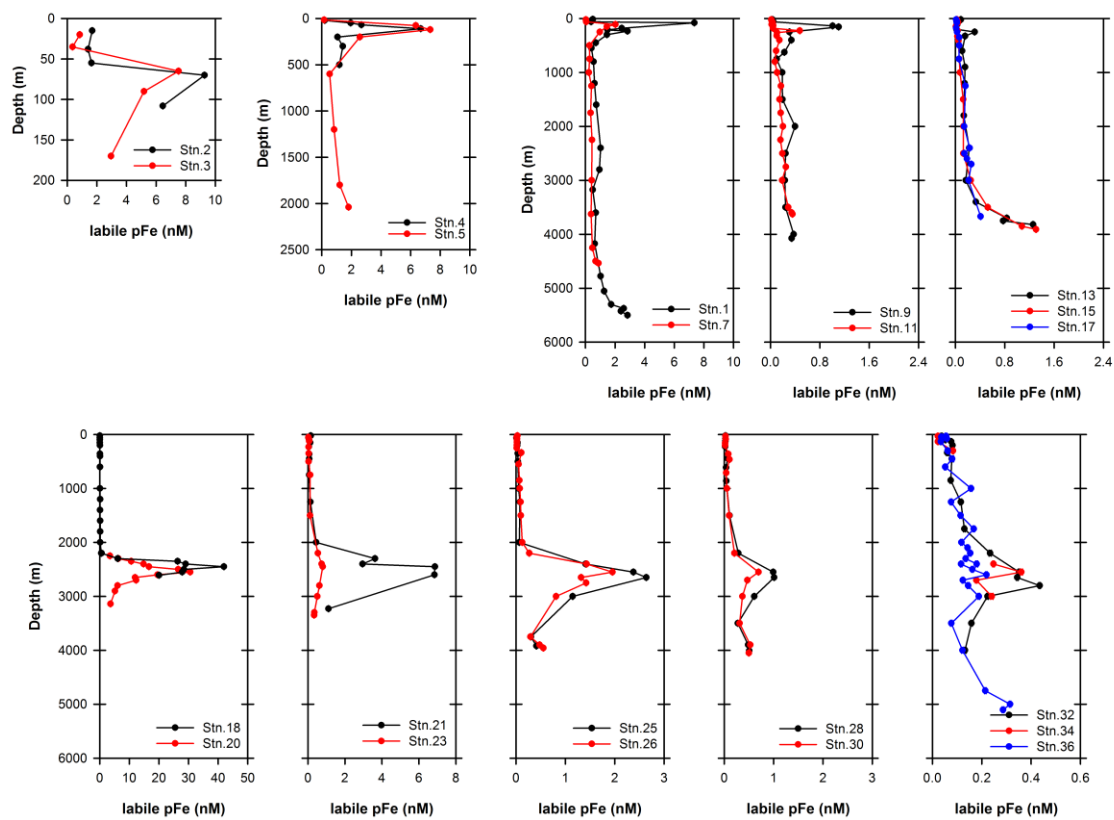 0
50
100
150
200
Depth (m)
Stn.2
Stn.3
0 2 4 6 8 10
labile pFe (nM)
0
500
1000
1500
2000
2500
Depth (m)
Stn.4
Stn.5
0 2 4 6 8 10
labile pFe (nM)
0
1000
2000
3000
4000
5000
6000
Depth (m)
Stn.1
Stn.7
0 2 4 6 8 10
labile pFe (nM)
Stn.9
Stn.11
0.0 0.8 1.6 2.4
labile pFe (nM)
Stn.13
Stn.15
Stn.17
0.0 0.6 1.2 1.8 2.4
labile pFe (nM)
0
1000
2000
3000
4000
5000
6000
Depth (m)
Stn.18
Stn.20
0 10 20 30 40 50
labile pFe (nM)
Stn.21
Stn.23
0 2 4 6 8
labile pFe (nM)
Stn.25
Stn.26
0 1 2 3
labile pFe (nM)
Stn.28
Stn.30
0 1 2 3
labile pFe (nM)
Stn.32
Stn.34
Stn.36
0.0 0.2 0.4 0.6
labile pFe (nM)